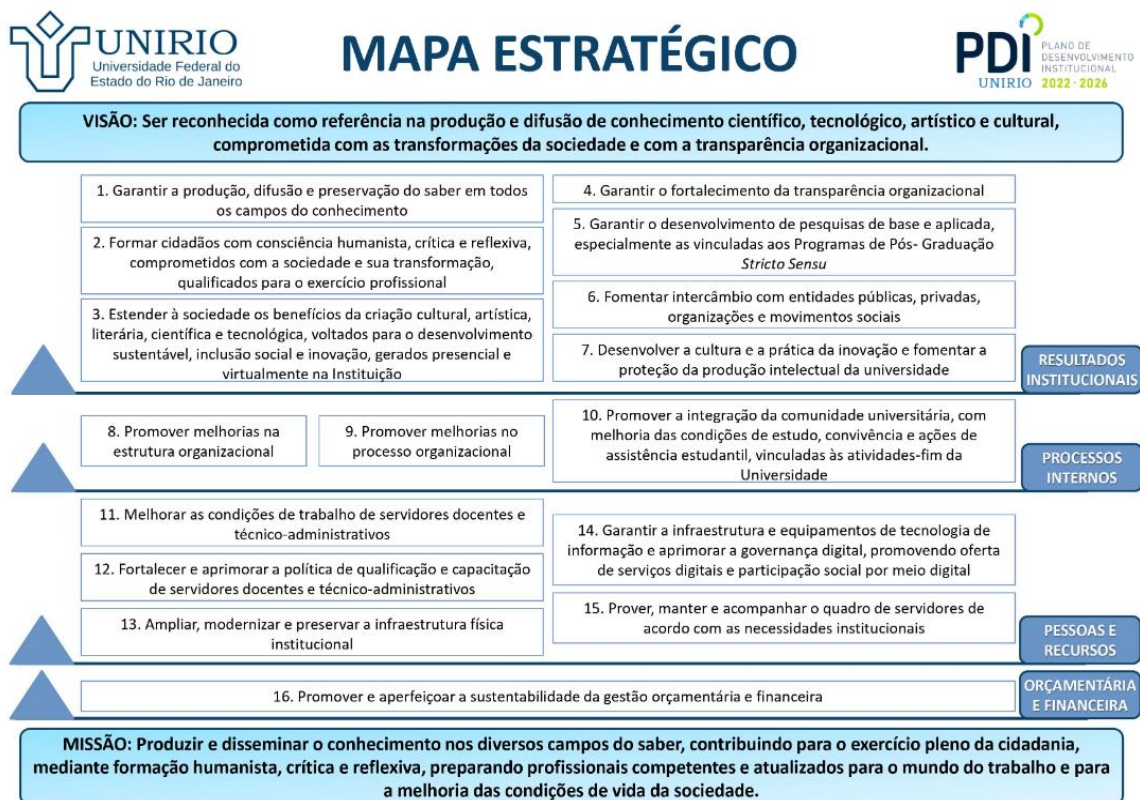 UNIRIO
Universidade Federal do
Estado do Rio de Janeiro
MAPA ESTRATÉGICO
PDI
UNIRIO
PLANO DE
DESENVOLVIMENTO
INSTITUCIONAL
2022 · 2026
VISÃO: Ser reconhecida como referência na produção e difusão de conhecimento científico, tecnológico, artístico e cultural,
comprometida com as transformações da sociedade e com a transparência organizacional.
1. Garantir a produção, difusão e preservação do saber em todos
os campos do conhecimento
2. Formar cidadãos com consciência humanista, crítica e reflexiva,
comprometidos com a sociedade e sua transformação,
qualificados para o exercício profissional
3. Estender à sociedade os benefícios da criação cultural, artística,
literária, científica e tecnológica, voltados para o desenvolvimento
sustentável, inclusão social e inovação, gerados presencial e
virtualmente na Instituição
4. Garantir o fortalecimento da transparência organizacional
5. Garantir o desenvolvimento de pesquisas de base e aplicada,
especialmente as vinculadas aos Programas de Pós- Graduação
Stricto Sensu
6. Fomentar intercâmbio com entidades públicas, privadas,
organizações e movimentos sociais
7. Desenvolver a cultura e a prática da inovação e fomentar a
proteção da produção intelectual da universidade
RESULTADOS
INSTITUCIONAIS
8. Promover melhorias na
estrutura organizacional
9. Promover melhorias no
processo organizacional
10. Promover a integração da comunidade universitária, com
melhoria das condições de estudo, convivência e ações de
assistência estudantil, vinculadas às atividades-fim da
Universidade
PROCESSOS
INTERNOS
11. Melhorar as condições de trabalho de servidores docentes e
técnico-administrativos
12. Fortalecer e aprimorar a política de qualificação e capacitação
de servidores docentes e técnico-administrativos
13. Ampliar, modernizar e preservar a infraestrutura física
institucional
14. Garantir a infraestrutura e equipamentos de tecnologia de
informação e aprimorar a governança digital, promovendo oferta
de serviços digitais e participação social por meio digital
15. Prover, manter e acompanhar o quadro de servidores de
acordo com as necessidades institucionais
PESSOAS E
RECURSOS
16. Promover e aperfeiçoar a sustentabilidade da gestão orçamentária e financeira
ORÇAMENTÁRIA
E FINANCEIRA
MISSÃO: Produzir e disseminar o conhecimento nos diversos campos do saber, contribuindo para o exercício pleno da cidadania,
mediante formação humanista, crítica e reflexiva, preparando profissionais competentes e atualizados para o mundo do trabalho e para
a melhoria das condições de vida da sociedade.